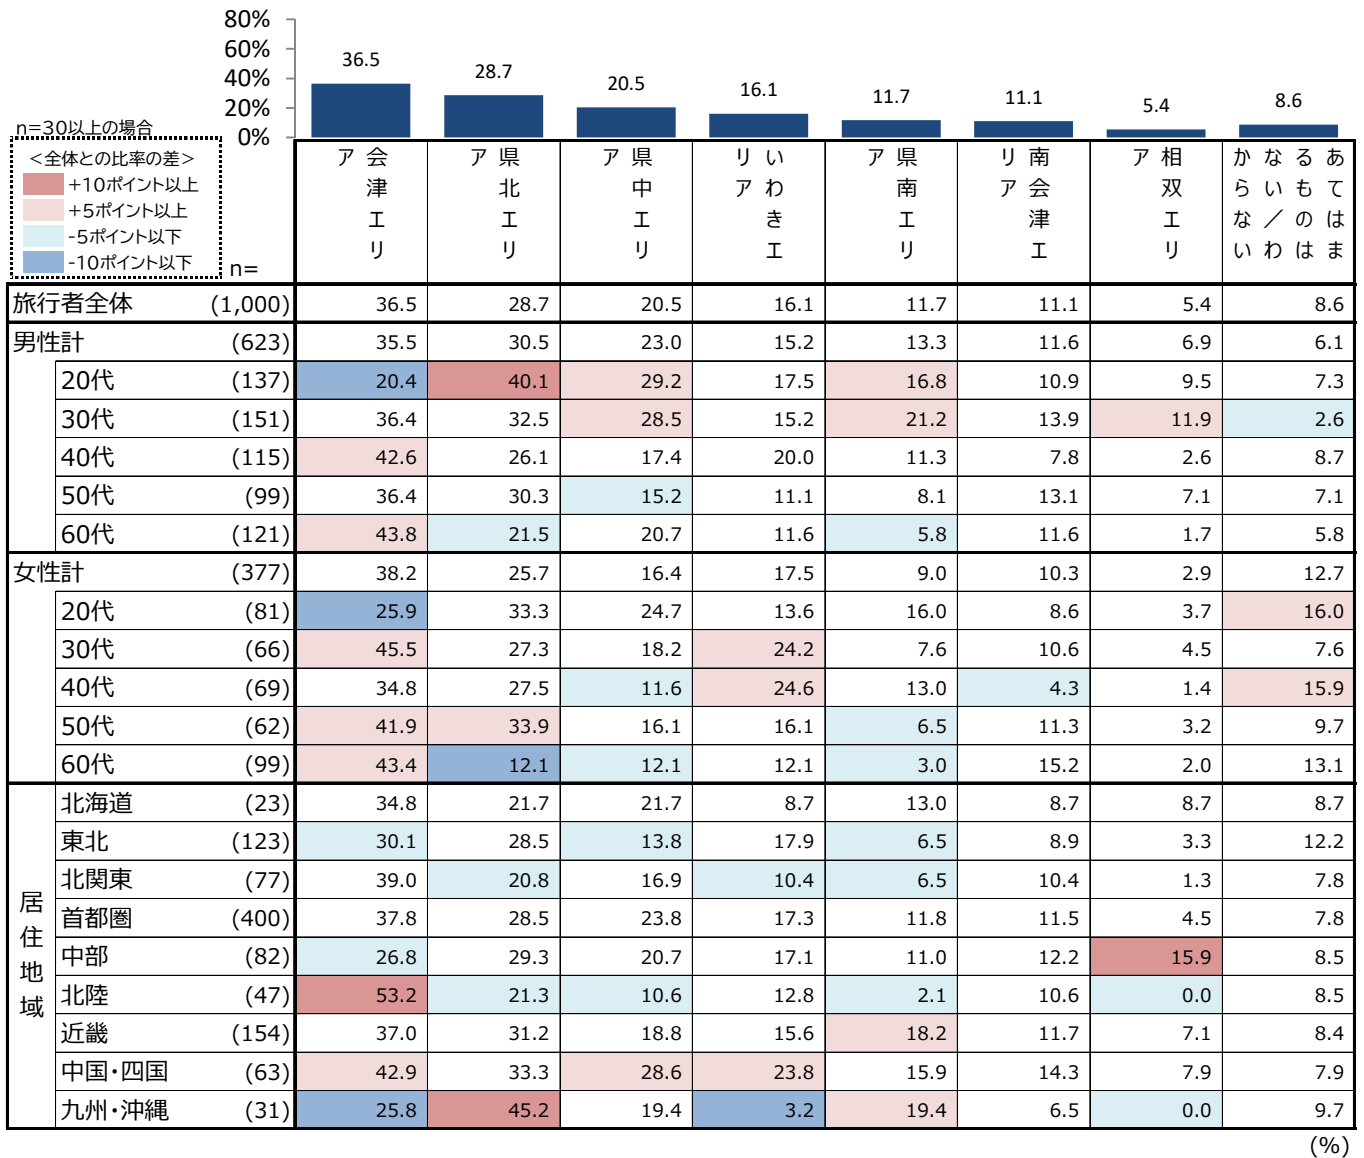 80%
60%
40%
20%
0%
36.5
28.7
20.5
16.1
11.7
11.1
5.4
8.6
n=30以上の場合
<全体との比率の差>
+10ポイント以上
+5ポイント以上
-5ポイント以下
-10ポイント以下
n=
会津エリア
県北エリア
県中エリア
いわきエリア
県南エリア
南会津エリア
相双エリア
あてはまるものはない／わからない
旅行者全体 (1,000) 36.5 28.7 20.5 16.1 11.7 11.1 5.4 8.6
男性計 (623) 35.5 30.5 23.0 15.2 13.3 11.6 6.9 6.1
20代 (137) 20.4 40.1 29.2 17.5 16.8 10.9 9.5 7.3
30代 (151) 36.4 32.5 28.5 15.2 21.2 13.9 11.9 2.6
40代 (115) 42.6 26.1 17.4 20.0 11.3 7.8 2.6 8.7
50代 (99) 36.4 30.3 15.2 11.1 8.1 13.1 7.1 7.1
60代 (121) 43.8 21.5 20.7 11.6 5.8 11.6 1.7 5.8
女性計 (377) 38.2 25.7 16.4 17.5 9.0 10.3 2.9 12.7
20代 (81) 25.9 33.3 24.7 13.6 16.0 8.6 3.7 16.0
30代 (66) 45.5 27.3 18.2 24.2 7.6 10.6 4.5 7.6
40代 (69) 34.8 27.5 11.6 24.6 13.0 4.3 1.4 15.9
50代 (62) 41.9 33.9 16.1 16.1 6.5 11.3 3.2 9.7
60代 (99) 43.4 12.1 12.1 12.1 3.0 15.2 2.0 13.1
居住地域
北海道 (23) 34.8 21.7 21.7 8.7 13.0 8.7 8.7 8.7
東北 (123) 30.1 28.5 13.8 17.9 6.5 8.9 3.3 12.2
北関東 (77) 39.0 20.8 16.9 10.4 6.5 10.4 1.3 7.8
首都圏 (400) 37.8 28.5 23.8 17.3 11.8 11.5 4.5 7.8
中部 (82) 26.8 29.3 20.7 17.1 11.0 12.2 15.9 8.5
北陸 (47) 53.2 21.3 10.6 12.8 2.1 10.6 0.0 8.5
近畿 (154) 37.0 31.2 18.8 15.6 18.2 11.7 7.1 8.4
中国・四国 (63) 42.9 33.3 28.6 23.8 15.9 14.3 7.9 7.9
九州・沖縄 (31) 25.8 45.2 19.4 3.2 19.4 6.5 0.0 9.7
(%)